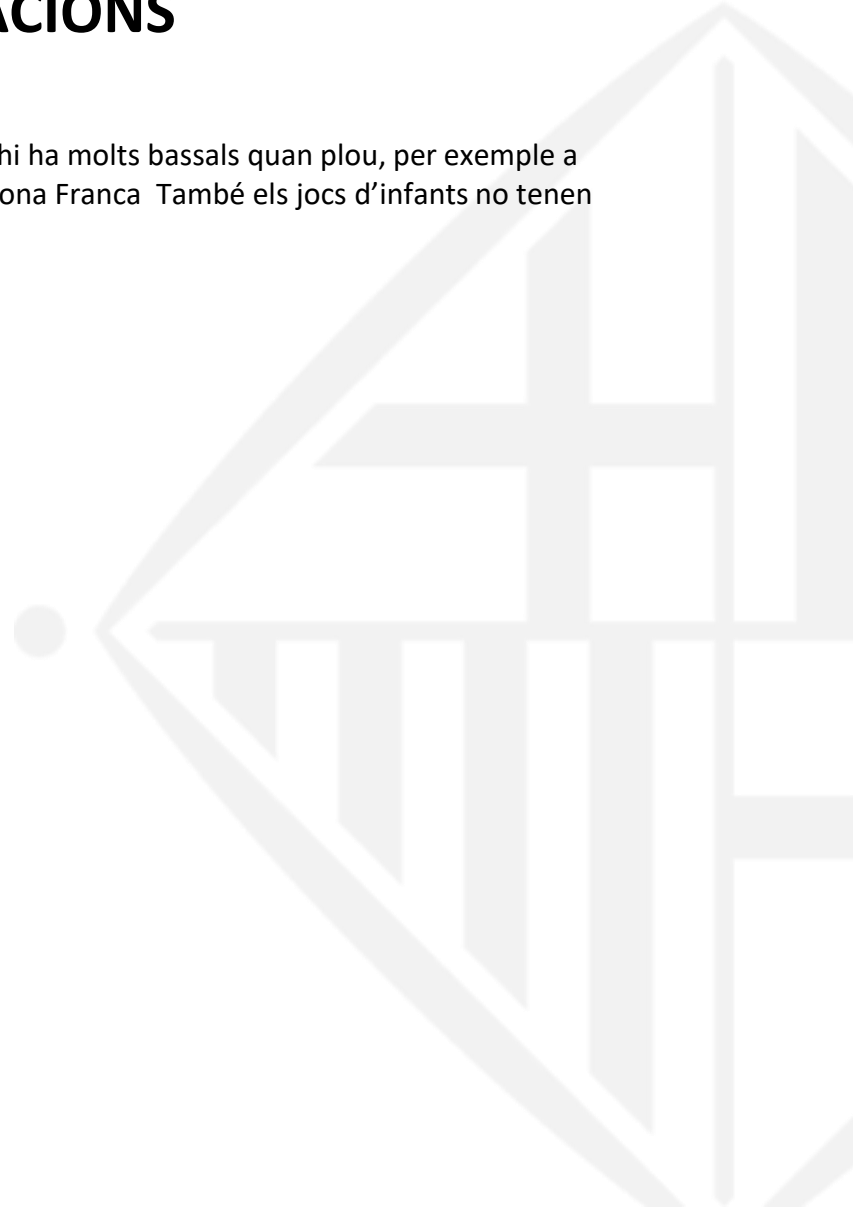 ACIONS
hi ha molts bassals quan plou, per exemple a
ona Franca  També els jocs d’infants no tenen